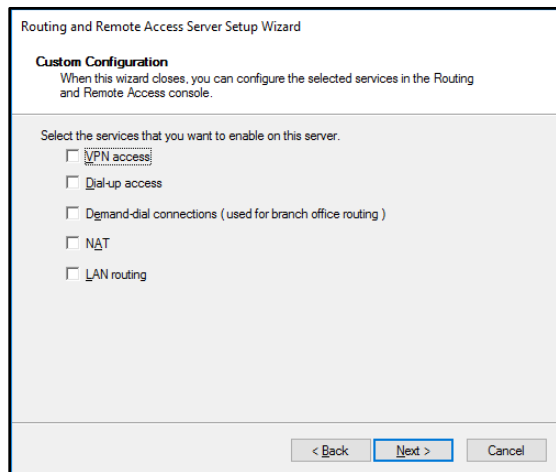 Routing and Remote Access Server Setup Wizard
Custom Configuration
When this wizard closes, you can configure the selected services in the Routing
and Remote Access console.
Select the services that you want to enable on this server.
VPN access
Dial-up access
Demand-dial connections ( used for branch office routing )
NAT
LAN routing
< Back
Next >
Cancel